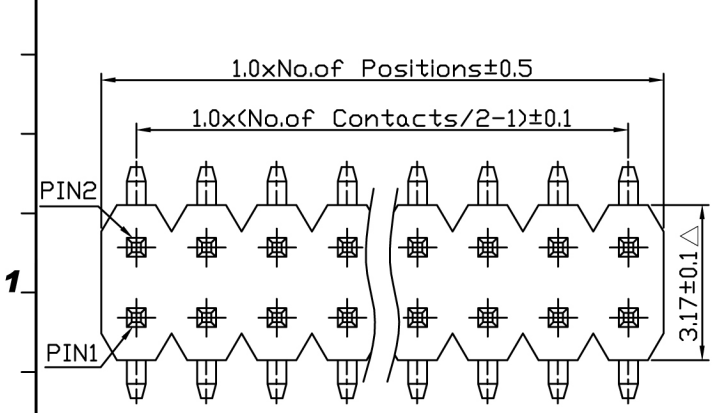 1.0xNo.of Positions±0.5
1.0x(No.of Contacts/2-1)±0.1
PIN2
3.17±0.1
1
PIN1